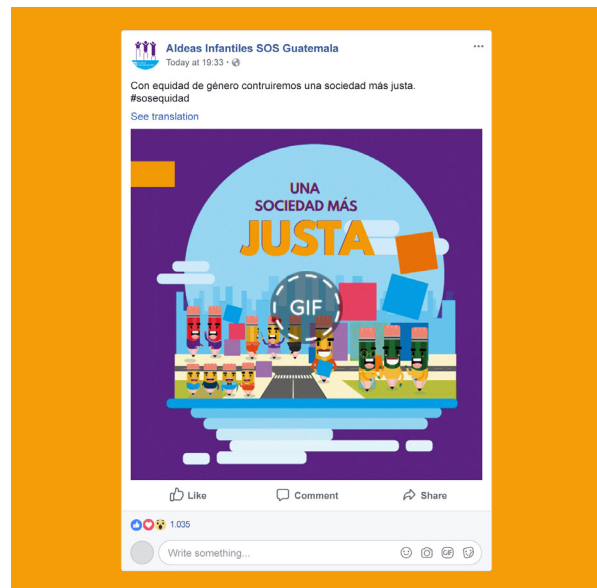 Aldeas Infantiles SOS Guatemala
Today at 19:33
Con equidad de género contruiremos una sociedad más justa.
#sosequidad
See translation
UNA
SOCIEDAD MÁS
JUSTA
GIF
Like Comment Share
1.035
Write something...
GIF